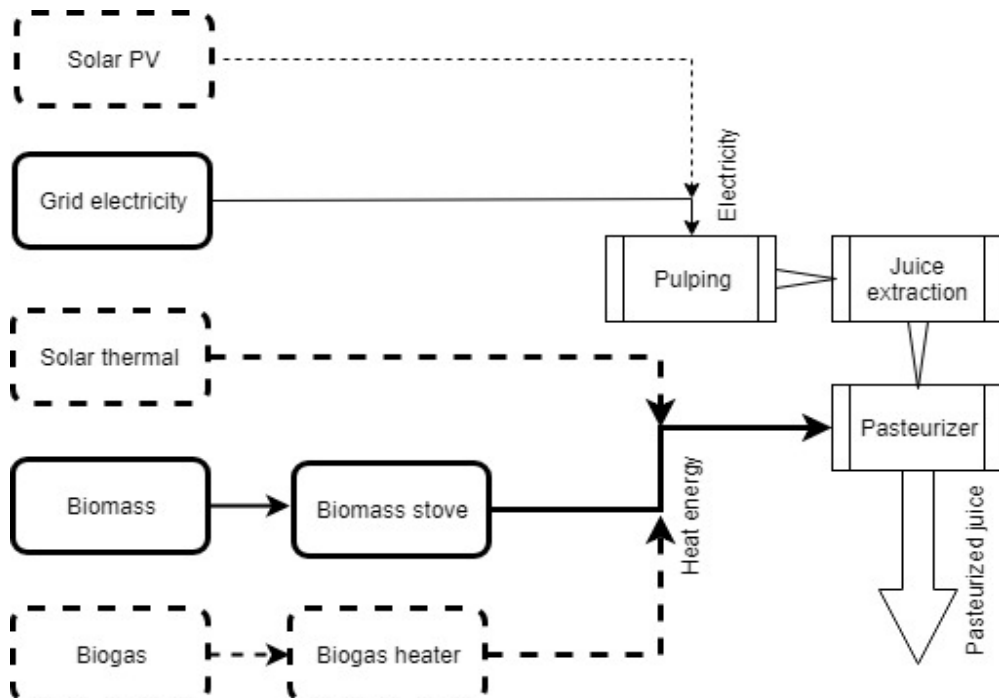 Solar PV
Grid electricity
Electricity
Pulping
Juice
extraction
Solar thermal
Pasteurizer
Biomass
Biomass stove
Heat energy
Pasteurized juice
Biogas
Biogas heater